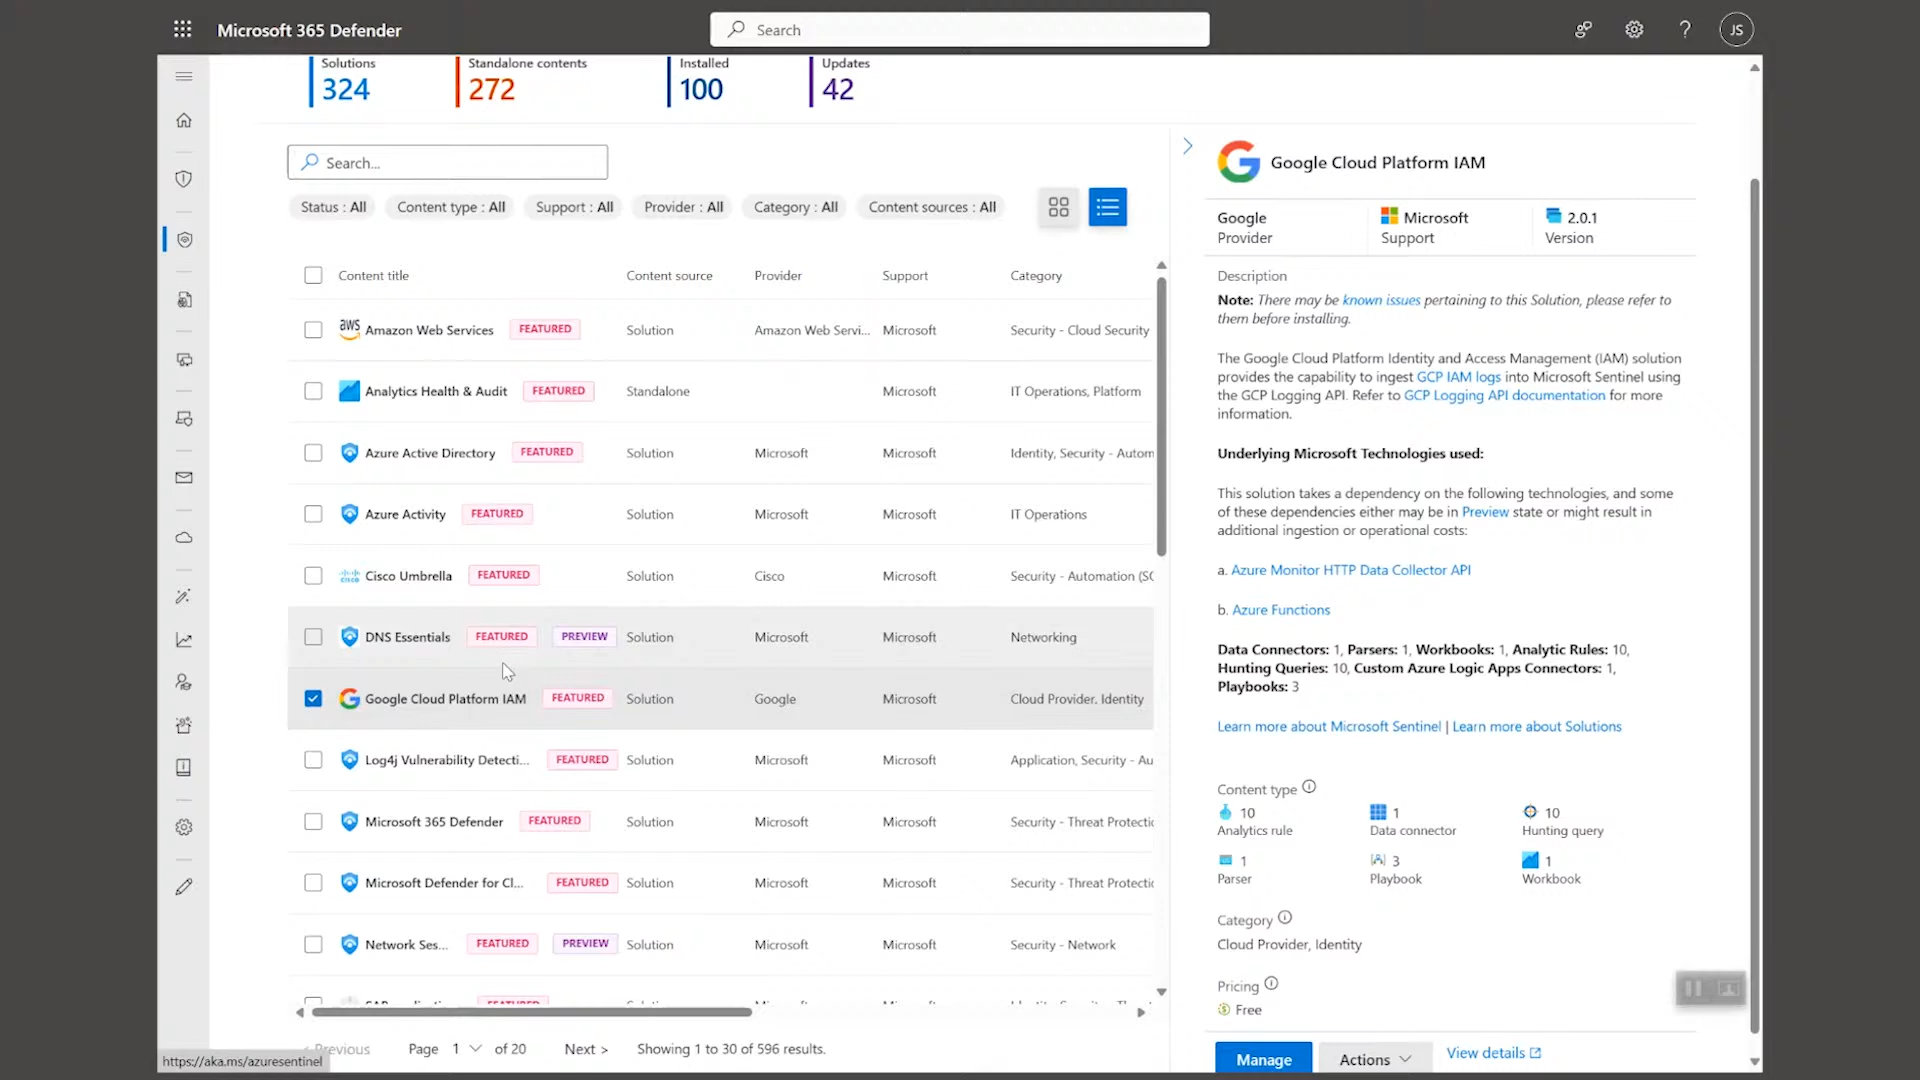 Microsoft 365 Defender
Search
JS
Solutions
324
Standalone contents
272
Installed
100
Updates
42
Search...
Status : All
Content type : All
Support : All
Provider : All
Category : All
Content sources : All
Content title
Content source
Provider
Support
Category
aws Amazon Web Services FEATURED Solution Amazon Web Servi... Microsoft Security - Cloud Security
Analytics Health & Audit FEATURED Standalone Microsoft IT Operations, Platform
Azure Active Directory FEATURED Solution Microsoft Microsoft Identity, Security - Autom
Azure Activity FEATURED Solution Microsoft Microsoft IT Operations
cisco Cisco Umbrella FEATURED Solution Cisco Microsoft Security - Automation (SO
DNS Essentials FEATURED PREVIEW Solution Microsoft Microsoft Networking
Google Cloud Platform IAM FEATURED Solution Google Microsoft Cloud Provider, Identity
Log4j Vulnerability Detecti... FEATURED Solution Microsoft Microsoft Application, Security - Au
Microsoft 365 Defender FEATURED Solution Microsoft Microsoft Security - Threat Protectic
Microsoft Defender for Cl... FEATURED Solution Microsoft Microsoft Security - Threat Protectic
Network Ses... FEATURED PREVIEW Solution Microsoft Microsoft Security - Network
Previous
Page 1 of 20
Next >
Showing 1 to 30 of 596 results.
https://aka.ms/azuresentinel
Google Cloud Platform IAM
Google
Provider
Microsoft
Support
2.0.1
Version
Description
Note: There may be known issues pertaining to this Solution, please refer to
them before installing.
The Google Cloud Platform Identity and Access Management (IAM) solution
provides the capability to ingest GCP IAM logs into Microsoft Sentinel using
the GCP Logging API. Refer to GCP Logging API documentation for more
information.
Underlying Microsoft Technologies used:
This solution takes a dependency on the following technologies, and some
of these dependencies either may be in Preview state or might result in
additional ingestion or operational costs:
a. Azure Monitor HTTP Data Collector API
b. Azure Functions
Data Connectors: 1, Parsers: 1, Workbooks: 1, Analytic Rules: 10,
Hunting Queries: 10, Custom Azure Logic Apps Connectors: 1,
Playbooks: 3
Learn more about Microsoft Sentinel | Learn more about Solutions
Content type
10
Analytics rule
1
Data connector
10
Hunting query
1
Parser
3
Playbook
1
Workbook
Category
Cloud Provider, Identity
Pricing
Free
Manage
Actions
View details